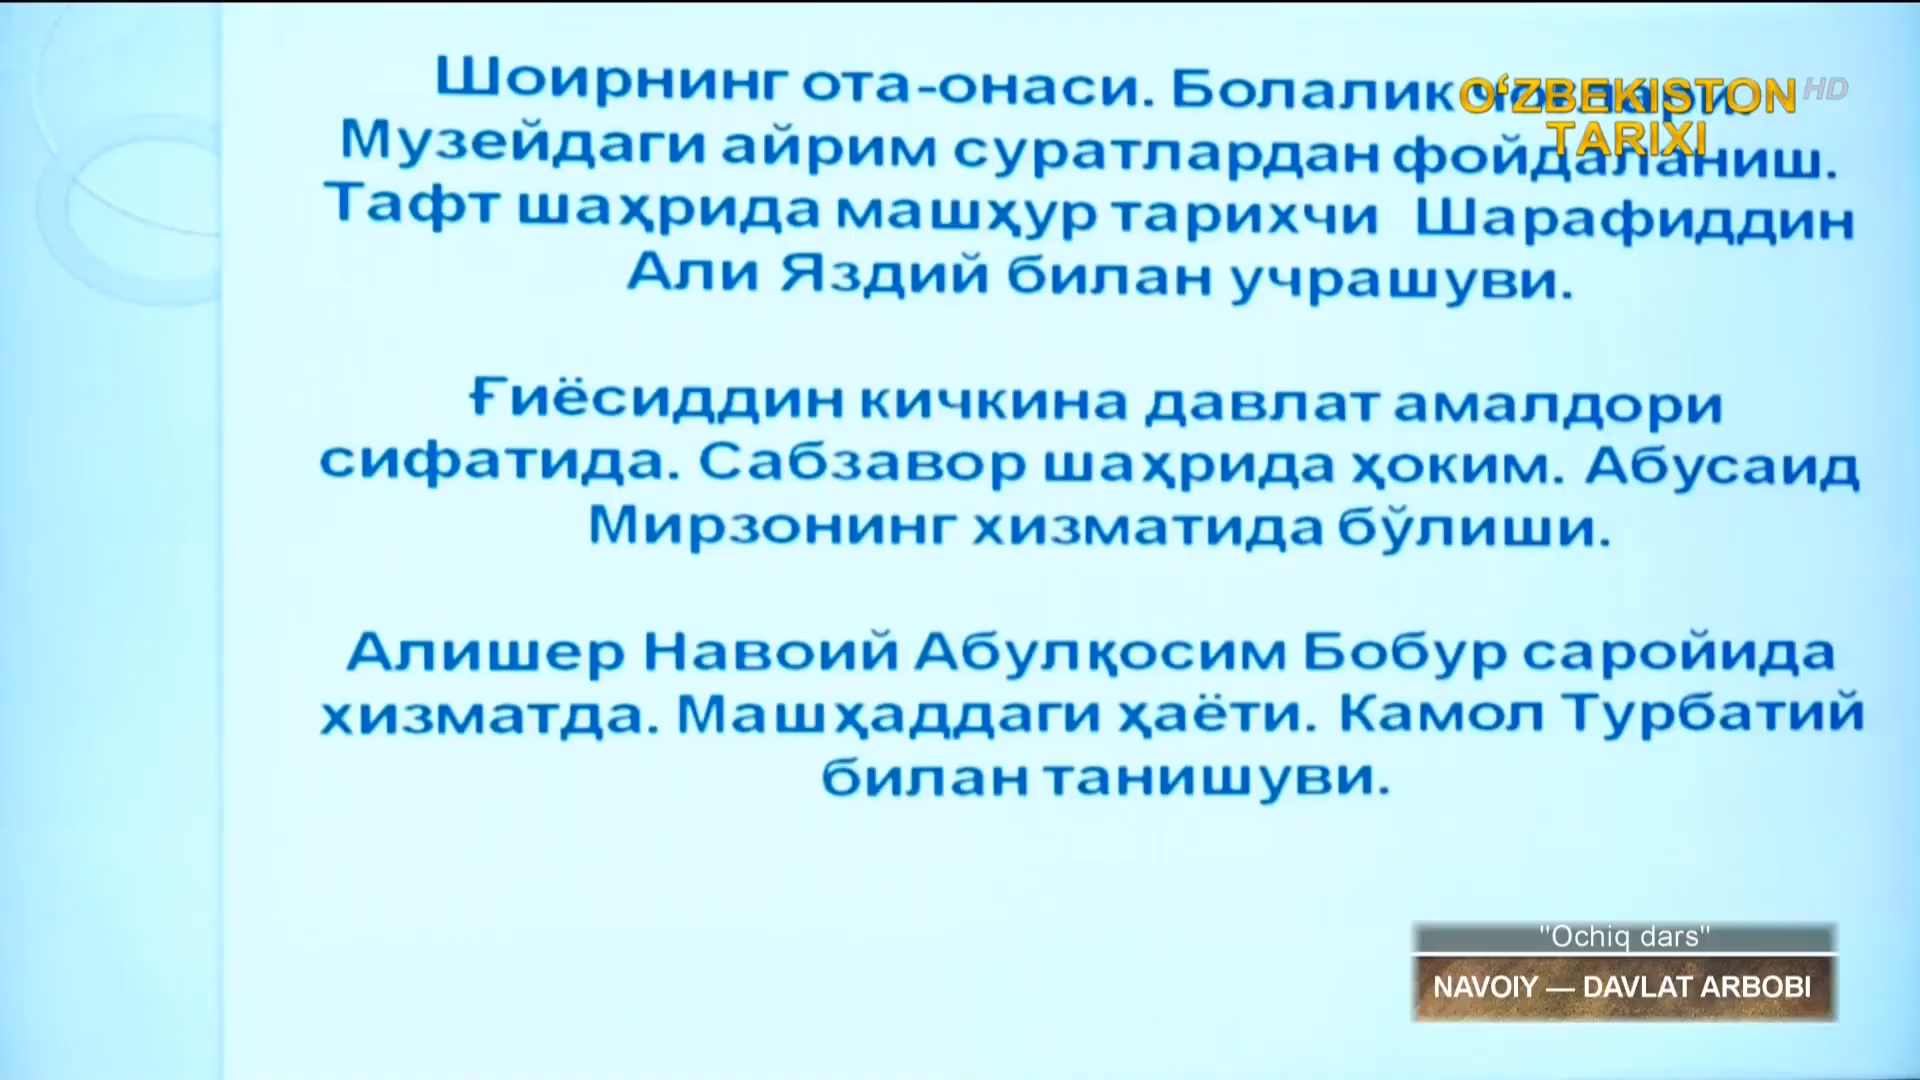 Шоирнинг ота-онаси. Болалик
O‘ZBEKISTON HD
TARIXI
Музейдаги айрим суратлардан фойдаланиш.
Тафт шаҳрида машҳур тарихчи Шарафиддин
Али Яздий билан учрашуви.
Ғиёсиддин кичкина давлат амалдори
сифатида. Сабзавор шаҳрида ҳоким. Абусаид
Мирзонинг хизматида бўлиши.
Алишер Навоий Абулқосим Бобур саройида
хизматда. Машҳаддаги ҳаёти. Камол Турбатий
билан танишуви.
"Ochiq dars"
NAVOIY — DAVLAT ARBOBI